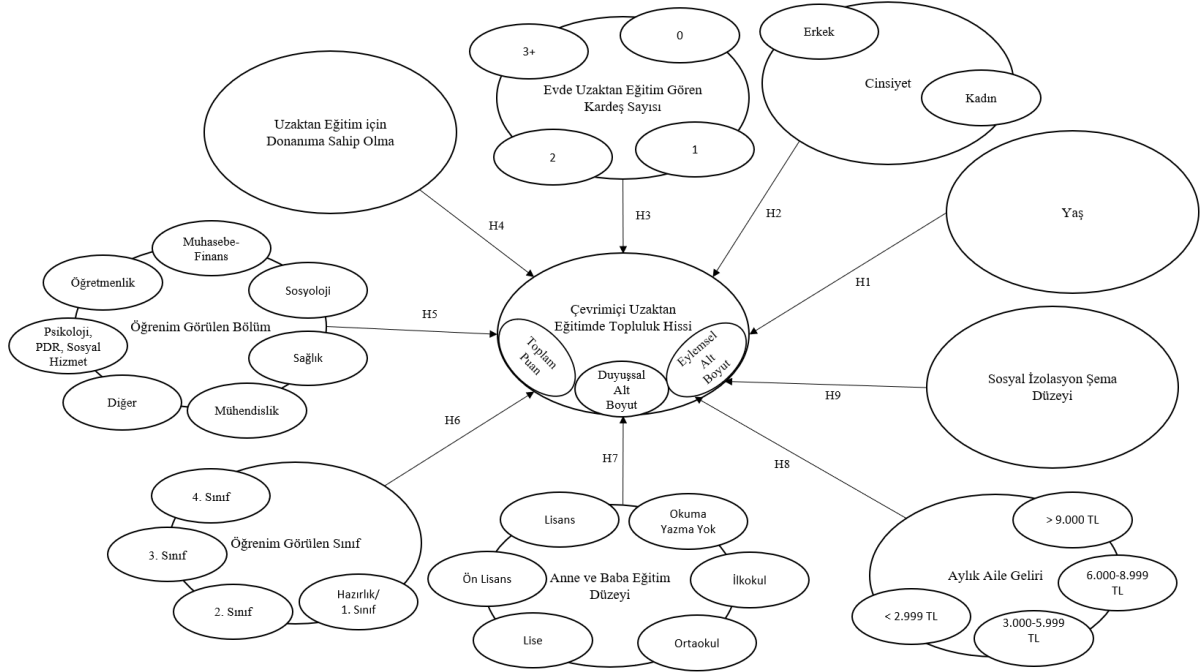 3+
0
Evde Uzaktan Eğitim Gören
Kardeş Sayısı
2
1
Erkek
Cinsiyet
Kadın
Uzaktan Eğitim için
Donanıma Sahip Olma
Yaş
H4
H3
H2
H1
Muhasebe-
Finans
Öğretmenlik
Sosyoloji
Öğrenim Görülen Bölüm
Psikoloji,
PDR, Sosyal
Hizmet
Sağlık
Diğer
Mühendislik
H5
Çevrimiçi Uzaktan
Eğitimde Topluluk Hissi
Toplam
Puan
Duyuşsal
Alt
Boyut
Eylemsel
Alt
Boyut
Sosyal İzolasyon Şema
Düzeyi
H9
H6
H7
H8
4. Sınıf
3. Sınıf
Öğrenim Görülen Sınıf
2. Sınıf
Hazırlık/
1. Sınıf
Lisans
Okuma
Yazma Yok
Ön Lisans
Anne ve Baba Eğitim
Düzeyi
İlkokul
Lise
Ortaokul
> 9.000 TL
Aylık Aile Geliri
6.000-8.999
TL
< 2.999 TL
3.000-5.999
TL